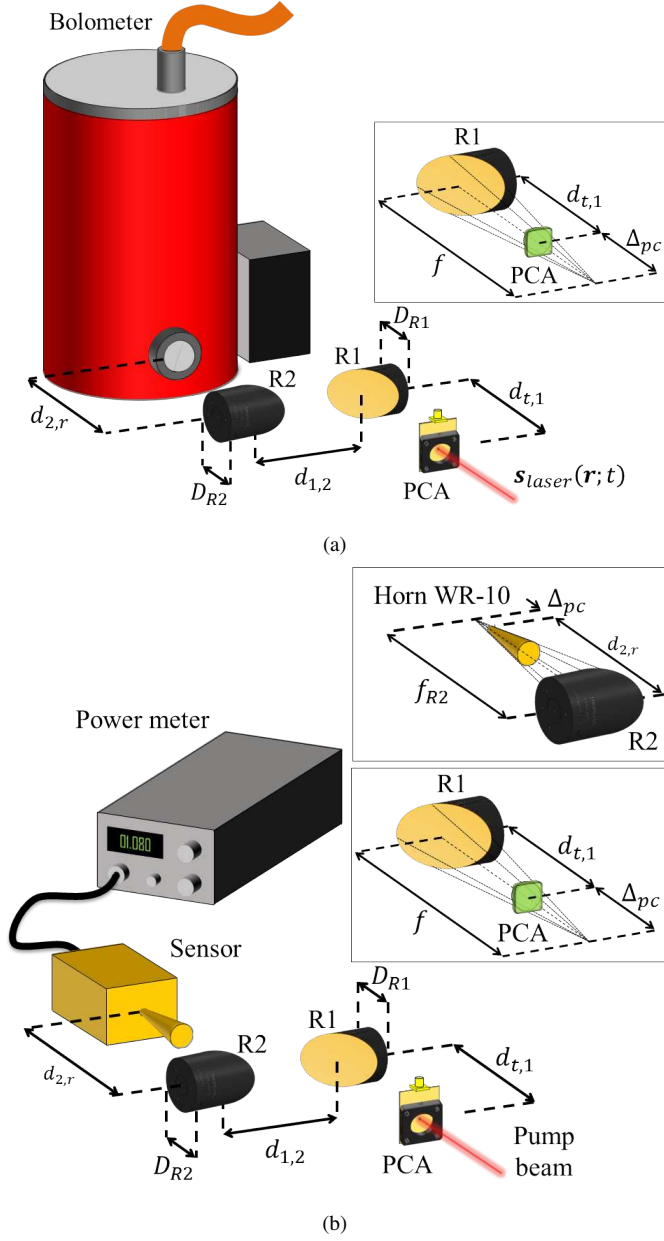 Bolometer
R1
d_{t,1}
Δ_{pc}
f
PCA
D_{R1}
R1
R2
d_{t,1}
d_{2,r}
D_{R2}
d_{1,2}
PCA
s_{laser}(r; t)
(a)
Horn WR-10
Δ_{pc}
d_{2,r}
f_{R2}
R2
Power meter
01.080
R1
d_{t,1}
Δ_{pc}
f
PCA
Sensor
D_{R1}
R1
R2
d_{t,1}
d_{2,r}
D_{R2}
d_{1,2}
PCA
Pump
beam
(b)